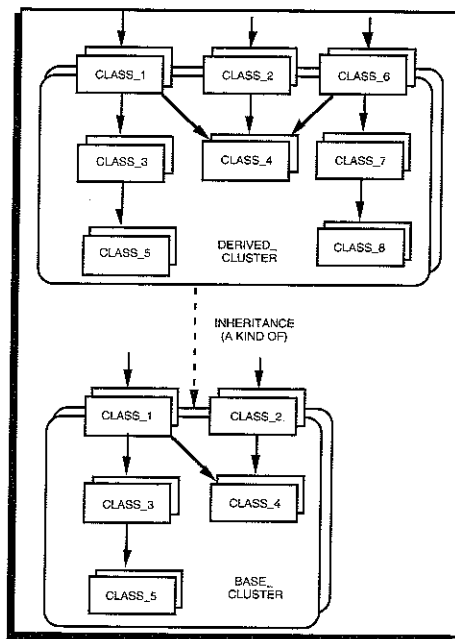 CLASS_1
CLASS_2
CLASS_6
CLASS_3
CLASS_4
CLASS_7
CLASS_5
DERIVED_
CLUSTER
CLASS_8
INHERITANCE
(A KIND OF)
CLASS_1
CLASS_2
CLASS_3
CLASS_4
CLASS_5
BASE_
CLUSTER